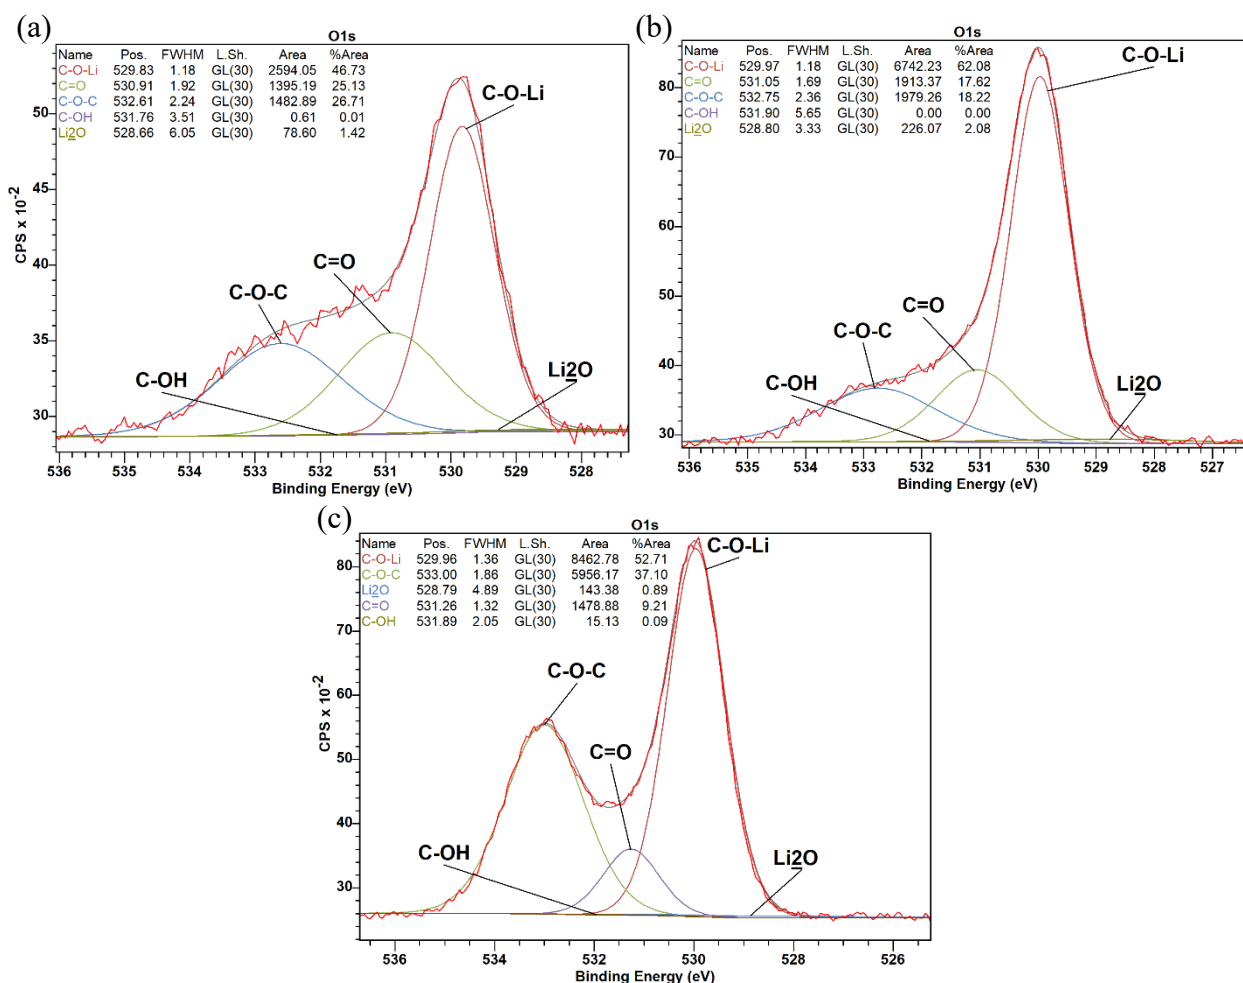 (a)
O1s
Name Pos. FWHM L.Sh. Area %Area
C-O-Li 529.83 1.18 GL(30) 2594.05 46.73
C=O 530.91 1.92 GL(30) 1395.19 25.13
C-O-C 532.61 2.24 GL(30) 1482.89 26.71
C-OH 531.76 3.51 GL(30) 0.61 0.01
Li2O 528.66 6.05 GL(30) 78.60 1.42
C-O-Li
C=O
C-O-C
C-OH
Li2O
50
45
40
35
30
CPS x 10-2
536 535 534 533 532 531 530 529 528
Binding Energy (eV)
(b)
O1s
Name Pos. FWHM L.Sh. Area %Area
C-O-Li 529.97 1.18 GL(30) 6742.23 62.08
C=O 531.05 1.69 GL(30) 1913.37 17.62
C-O-C 532.75 2.36 GL(30) 1979.26 18.22
C-OH 531.90 5.65 GL(30) 0.00 0.00
Li2O 528.80 3.33 GL(30) 226.07 2.08
C-O-Li
C=O
C-O-C
C-OH
Li2O
80
70
60
50
40
30
CPS x 10-2
536 535 534 533 532 531 530 529 528 527
Binding Energy (eV)
(c)
O1s
Name Pos. FWHM L.Sh. Area %Area
C-O-Li 529.96 1.36 GL(30) 8462.78 52.71
C-O-C 533.00 1.86 GL(30) 5956.17 37.10
Li2O 528.79 4.89 GL(30) 143.38 0.89
C=O 531.26 1.32 GL(30) 1478.88 9.21
C-OH 531.89 2.05 GL(30) 15.13 0.09
C-O-Li
C-O-C
C=O
C-OH
Li2O
80
70
60
50
40
30
CPS x 10-2
536 534 532 530 528 526
Binding Energy (eV)